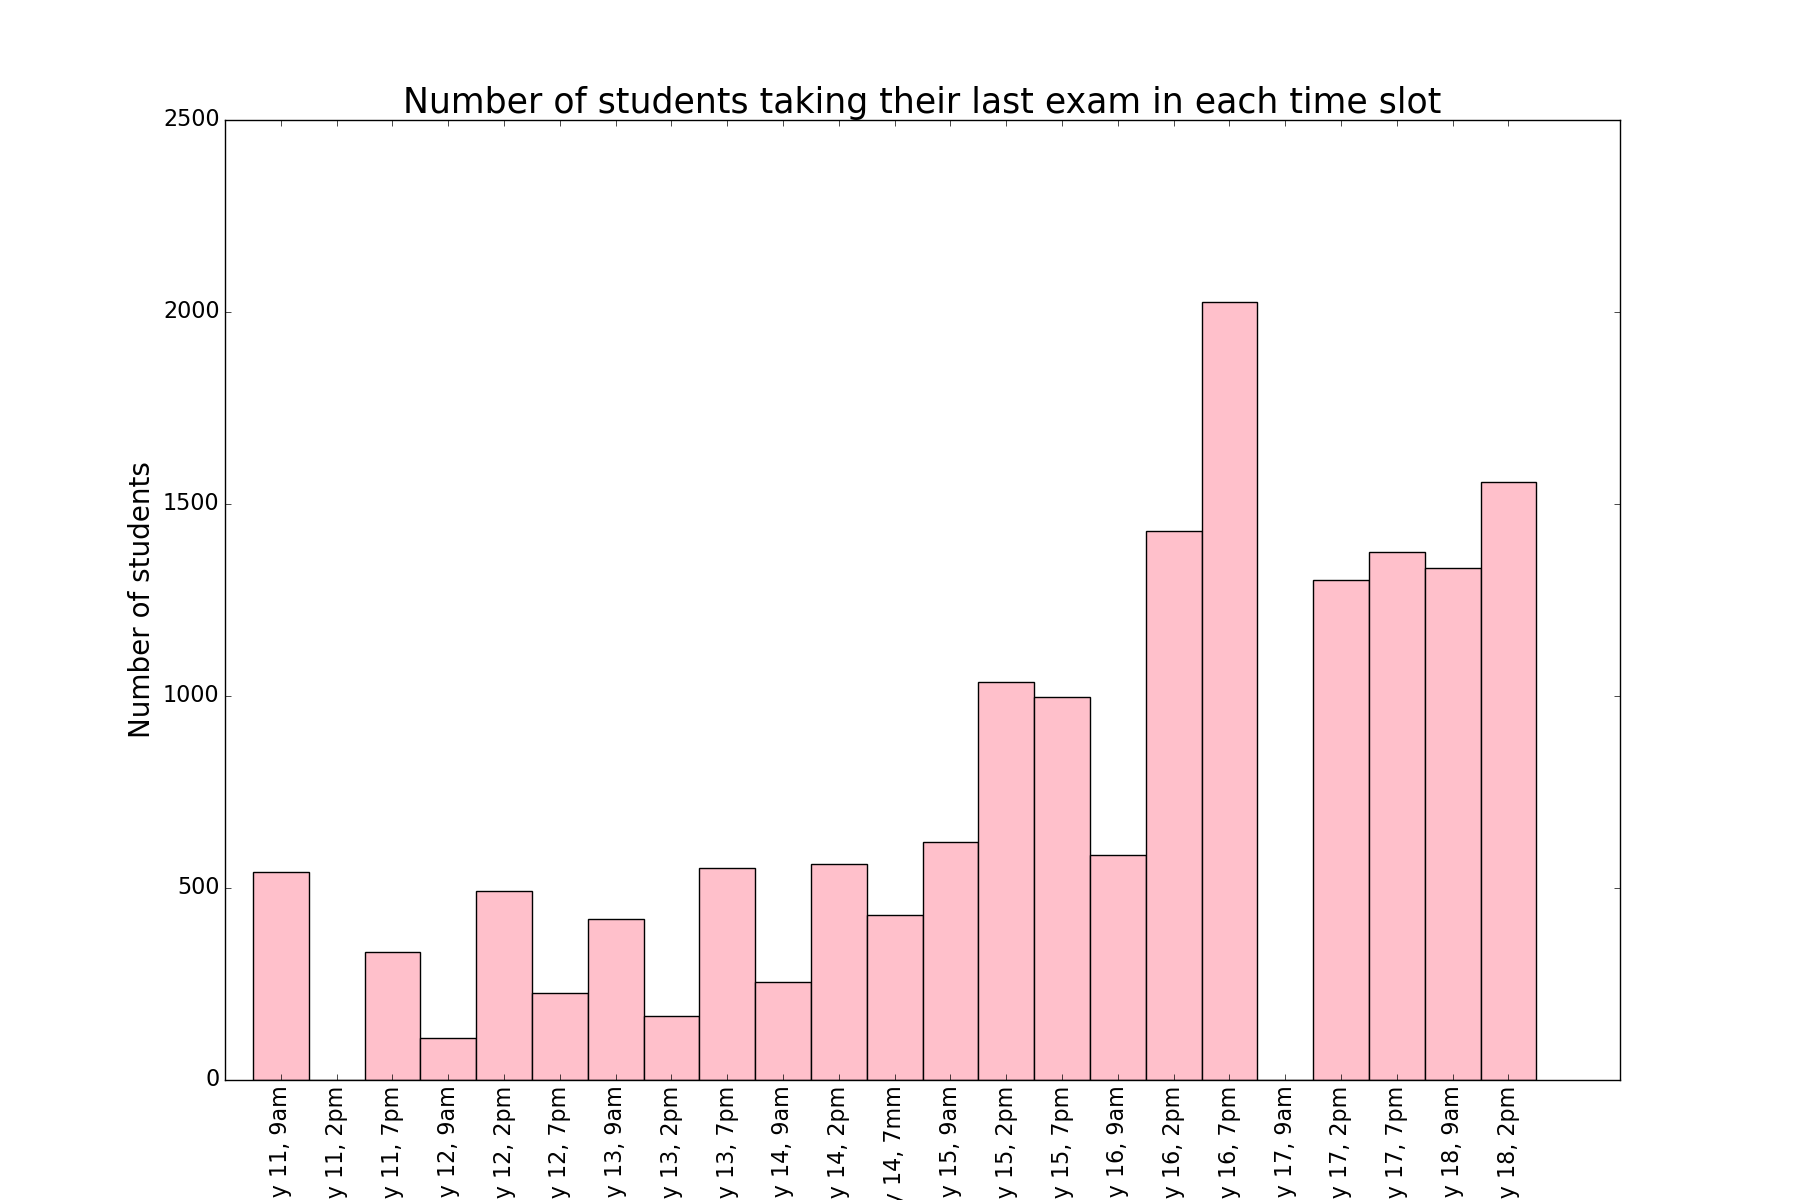 Number of students taking their last exam in each time slot
2500
2000
1500
1000
500
0
Number of students
y 11, 9am
y 11, 2pm
y 11, 7pm
y 12, 9am
y 12, 2pm
y 12, 7pm
y 13, 9am
y 13, 2pm
y 13, 7pm
y 14, 9am
y 14, 2pm
y 14, 7mm
y 15, 9am
y 15, 2pm
y 15, 7pm
y 16, 9am
y 16, 2pm
y 16, 7pm
y 17, 9am
y 17, 2pm
y 17, 7pm
y 18, 9am
y 18, 2pm